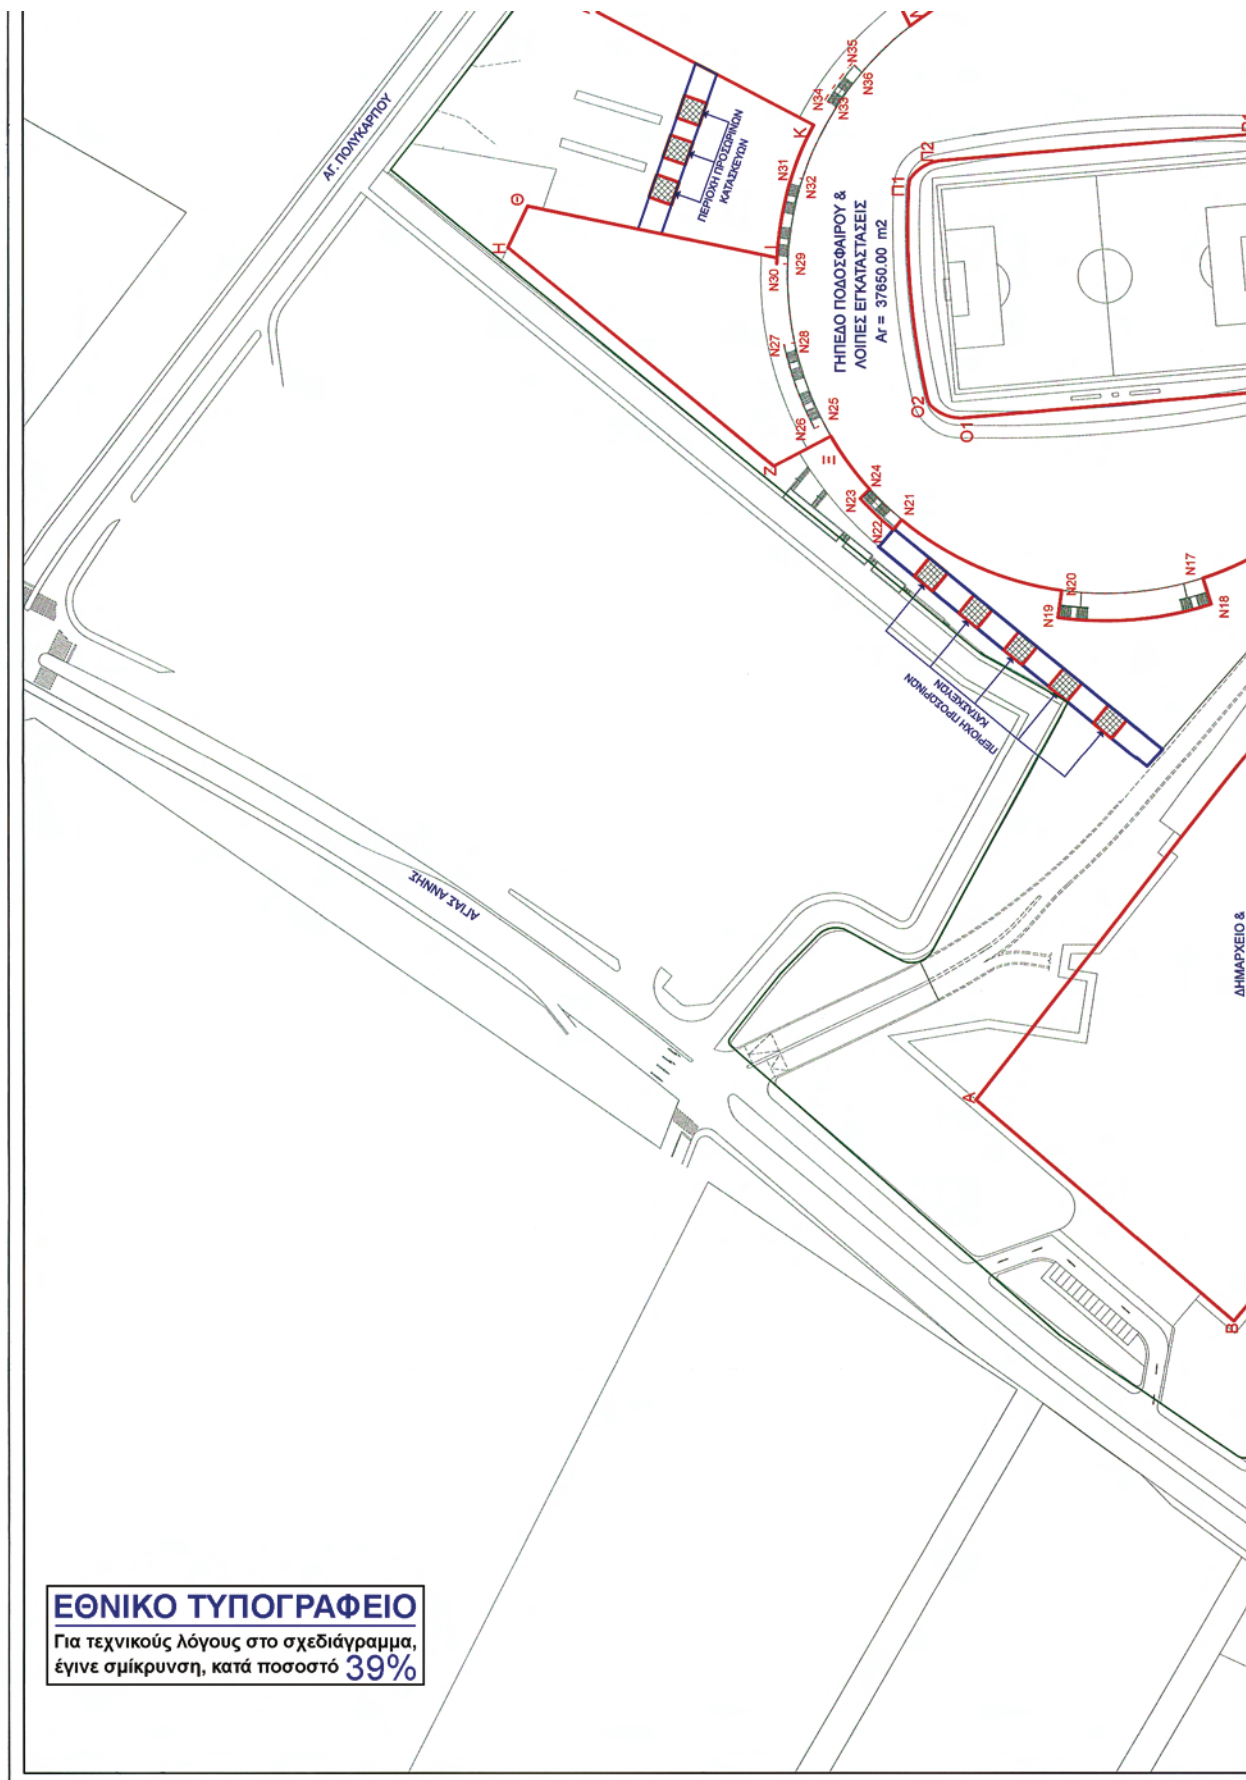 ΑΓ. ΠΟΛΥΚΑΡΠΟΥ
N35
N36
N34
N33
Κ
ΠΕΡΙΟΧΗ ΠΡΟΣΩΡΙΝΩΝ
ΚΑΤΑΣΚΕΥΩΝ
N31
N32
Π2
Π1
Θ
Η
Ι
N30
N29
ΓΗΠΕΔΟ ΠΟΔΟΣΦΑΙΡΟΥ &
ΛΟΙΠΕΣ ΕΓΚΑΤΑΣΤΑΣΕΙΣ
Αr = 37650.00 m2
N27
N28
N26
N25
Ο2
Ο1
Ζ
Ξ
N23
N24
N22
N21
N20
N19
N17
N18
ΠΕΡΙΟΧΗ ΠΡΟΣΩΡΙΝΩΝ
ΚΑΤΑΣΚΕΥΩΝ
ΑΓΙΑΣ ΑΝΝΗΣ
ΔΗΜΑΡΧΕΙΟ &
Α
Β
ΕΘΝΙΚΟ ΤΥΠΟΓΡΑΦΕΙΟ
Για τεχνικούς λόγους στο σχεδιάγραμμα,
έγινε σμίκρυνση, κατά ποσοστό 39%